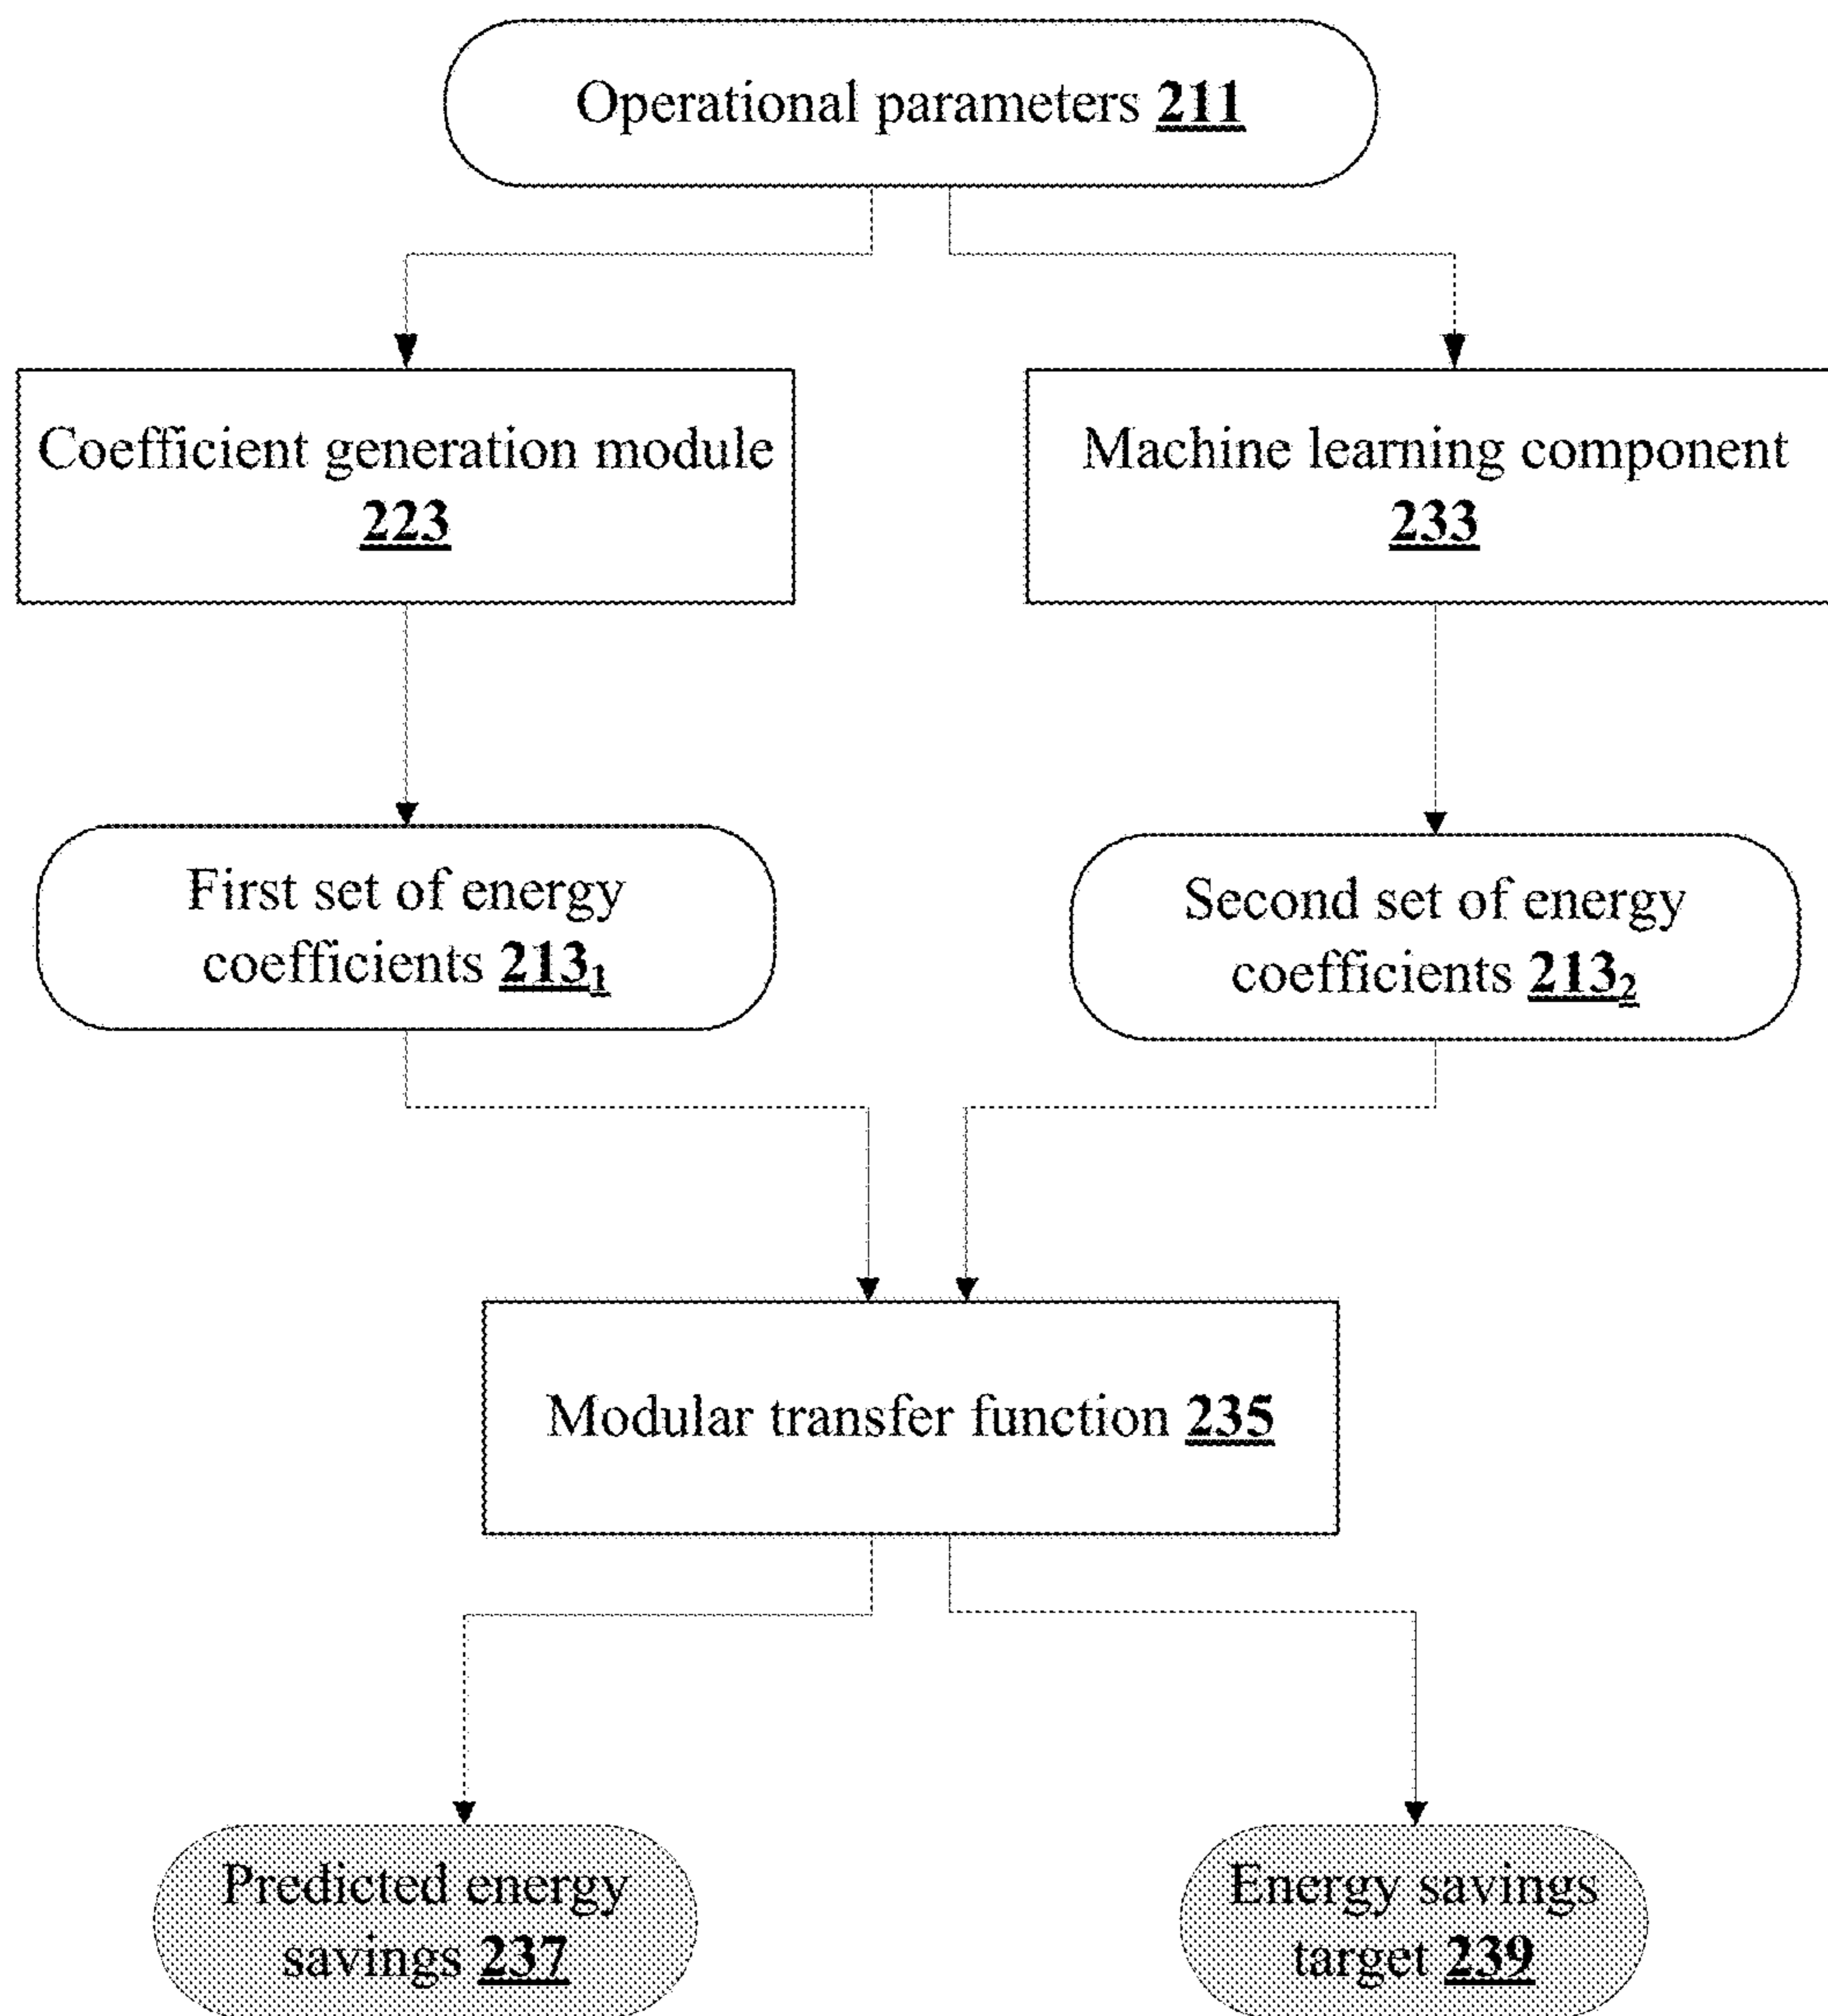 Operational parameters 211
Coefficient generation module
223
Machine learning component
233
First set of energy
coefficients 213₁
Second set of energy
coefficients 213₂
Modular transfer function 235
Predicted energy
savings 237
Energy savings
target 239